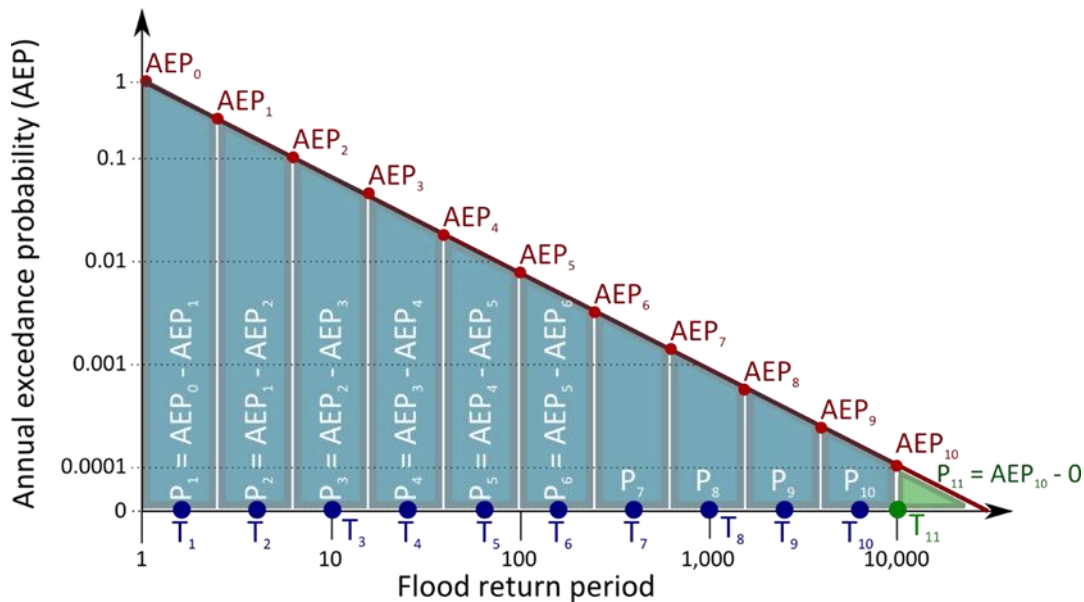 Annual excedance probability (AEP)
1
0.1
0.01
0.001
0.0001
0
AEP₀
AEP₁
AEP₂
AEP₃
AEP₄
AEP₅
AEP₆
AEP₇
AEP₈
AEP₉
AEP₁₀
P₁ = AEP₀ - AEP₁
P₂ = AEP₁ - AEP₂
P₃ = AEP₂ - AEP₃
P₄ = AEP₃ - AEP₄
P₅ = AEP₄ - AEP₅
P₆ = AEP₅ - AEP₆
P₇
P₈
P₉
P₁₀
P₁₁ = AEP₁₀ - 0
T₁
T₂
T₃
T₄
T₅
T₆
T₇
T₈
T₉
T₁₀
T₁₁
1
10
100
1,000
10,000
Flood return period